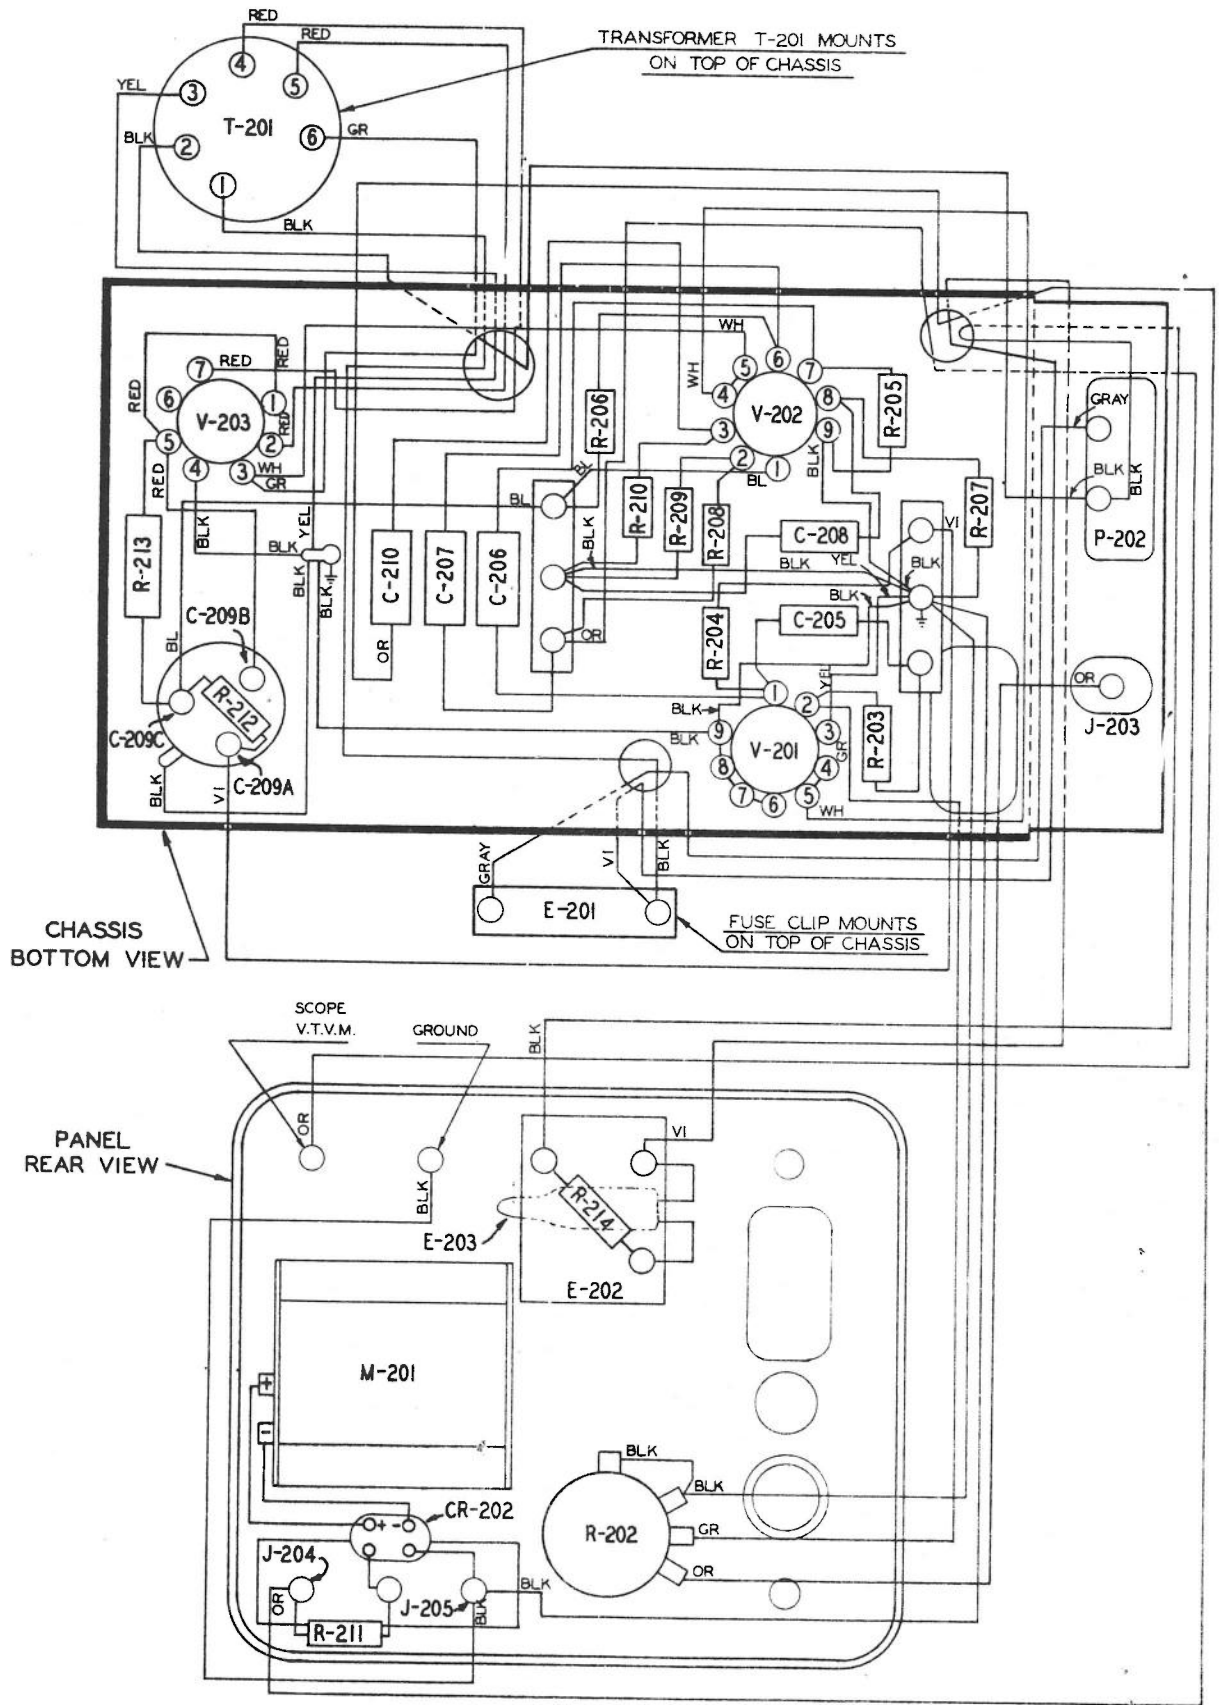 RED
RED
TRANSFORMER T-201 MOUNTS
ON TOP OF CHASSIS
4
5
YEL
3
T-201
6
GR
BLK
2
1
BLK
WH
6
5
7
RED
7
RED
RED
6
1
V-203
5
2
RED
4
3
WH
GR
RED
BLK
YEL
R-206
WH
4
8
R-205
V-202
3
9
2
1
BLK
BL
BL
BL
GRAY
BLK
BLK
P-202
R-213
BLK
BLK
BLK
C-210
C-207
C-206
BLK
R-210
R-209
R-208
C-208
VI
R-207
BLK
YEL
BLK
BLK
C-209B
BL
OR
OR
R-204
C-205
YEL
R-212
C-209C
C-209A
BLK
VI
BLK
BLK
1
2
9
3
V-201
8
4
7
6
5
GR
WH
R-203
OR
J-203
GRAY
VI
BLK
E-201
FUSE CLIP MOUNTS
ON TOP OF CHASSIS
CHASSIS
BOTTOM VIEW
SCOPE
V.T.V.M.
GROUND
BLK
PANEL
REAR VIEW
OR
BLK
VI
R-214
E-203
E-202
M-201
+
-
+ -
CR-202
BLK
BLK
R-202
GR
OR
J-204
OR
J-205
BLK
BLK
R-211